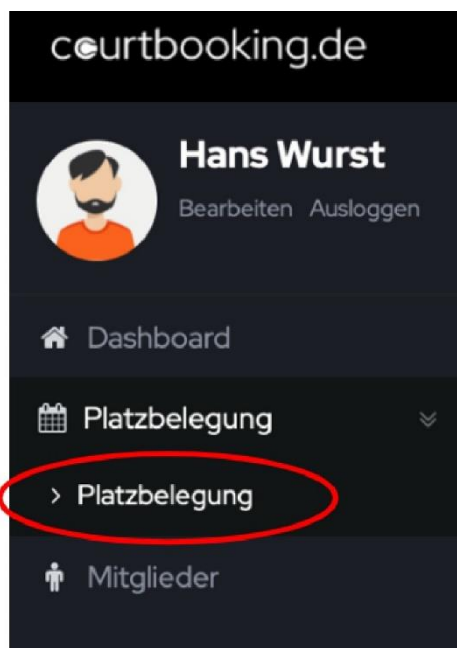 courtbooking.de
Hans Wurst
Bearbeiten Ausloggen
Dashboard
Platzbelegung
> Platzbelegung
Mitglieder